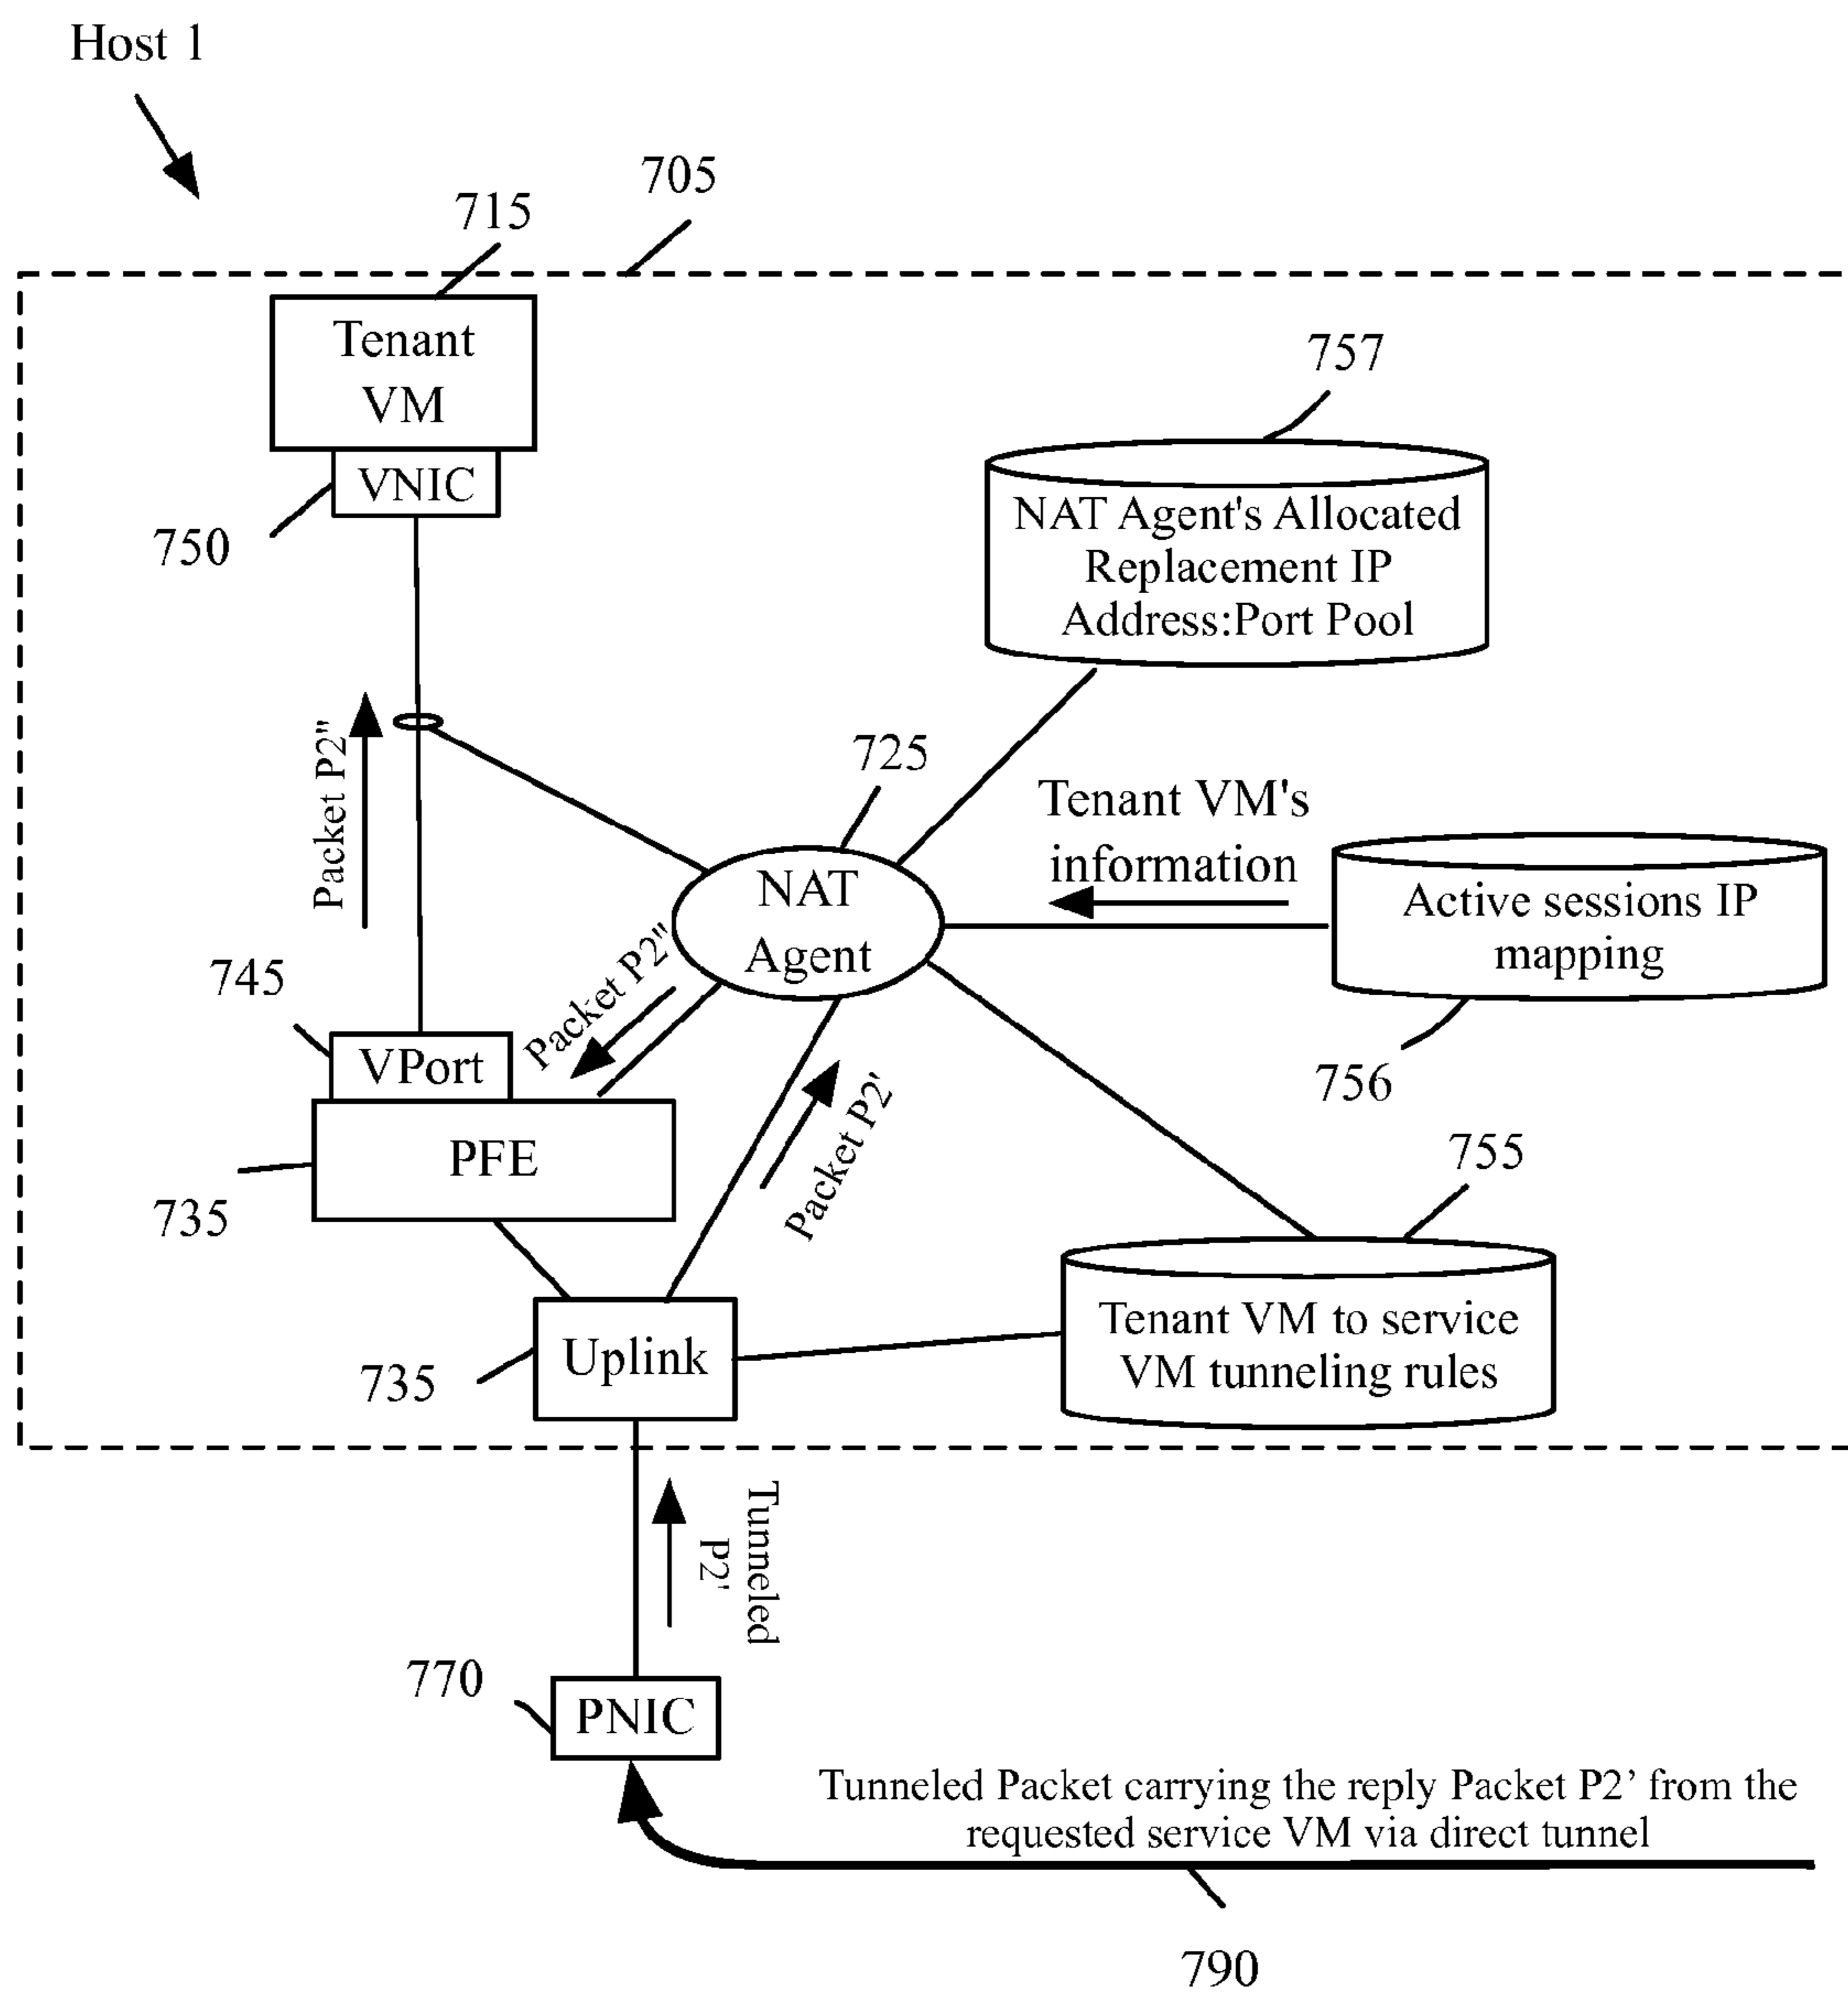 Host 1
705
715
Tenant
VM
757
VNIC
750
NAT Agent's Allocated
Replacement IP
Address:Port Pool
Packet P2"
725
Tenant VM's
information
NAT
Agent
Active sessions IP
mapping
Packet P2"
745
VPort
756
Packet P2'
PFE
735
755
Uplink
735
Tenant VM to service
VM tunneling rules
Tunneled
P2'
770
PNIC
Tunneled Packet carrying the reply Packet P2’ from the
requested service VM via direct tunnel
790